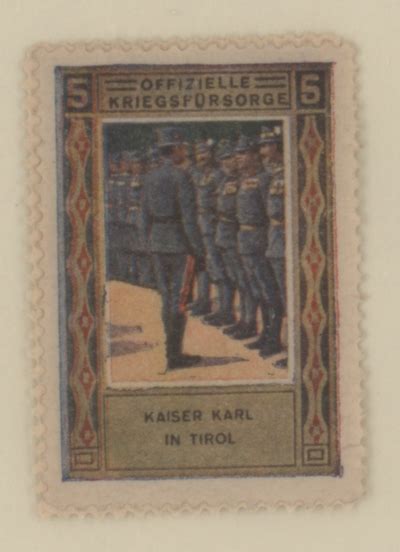 5 OFFIZIELLE 5
KRIEGSFÜRSORGE
KAISER KARL
IN TIROL